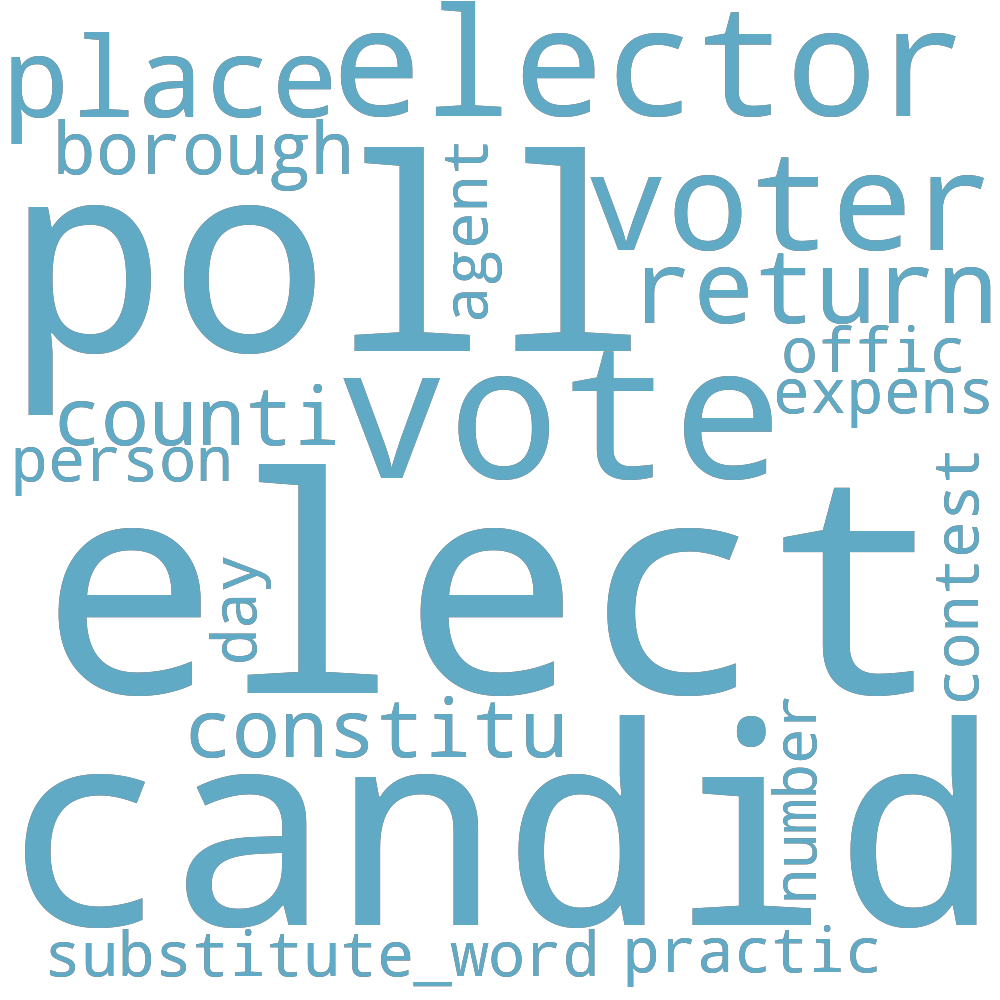 place elector
borough
poll
agent
voter
return
offic
expens
counti
vote
person
elect
day
contest
constitu
number
candid
substitute_word practic